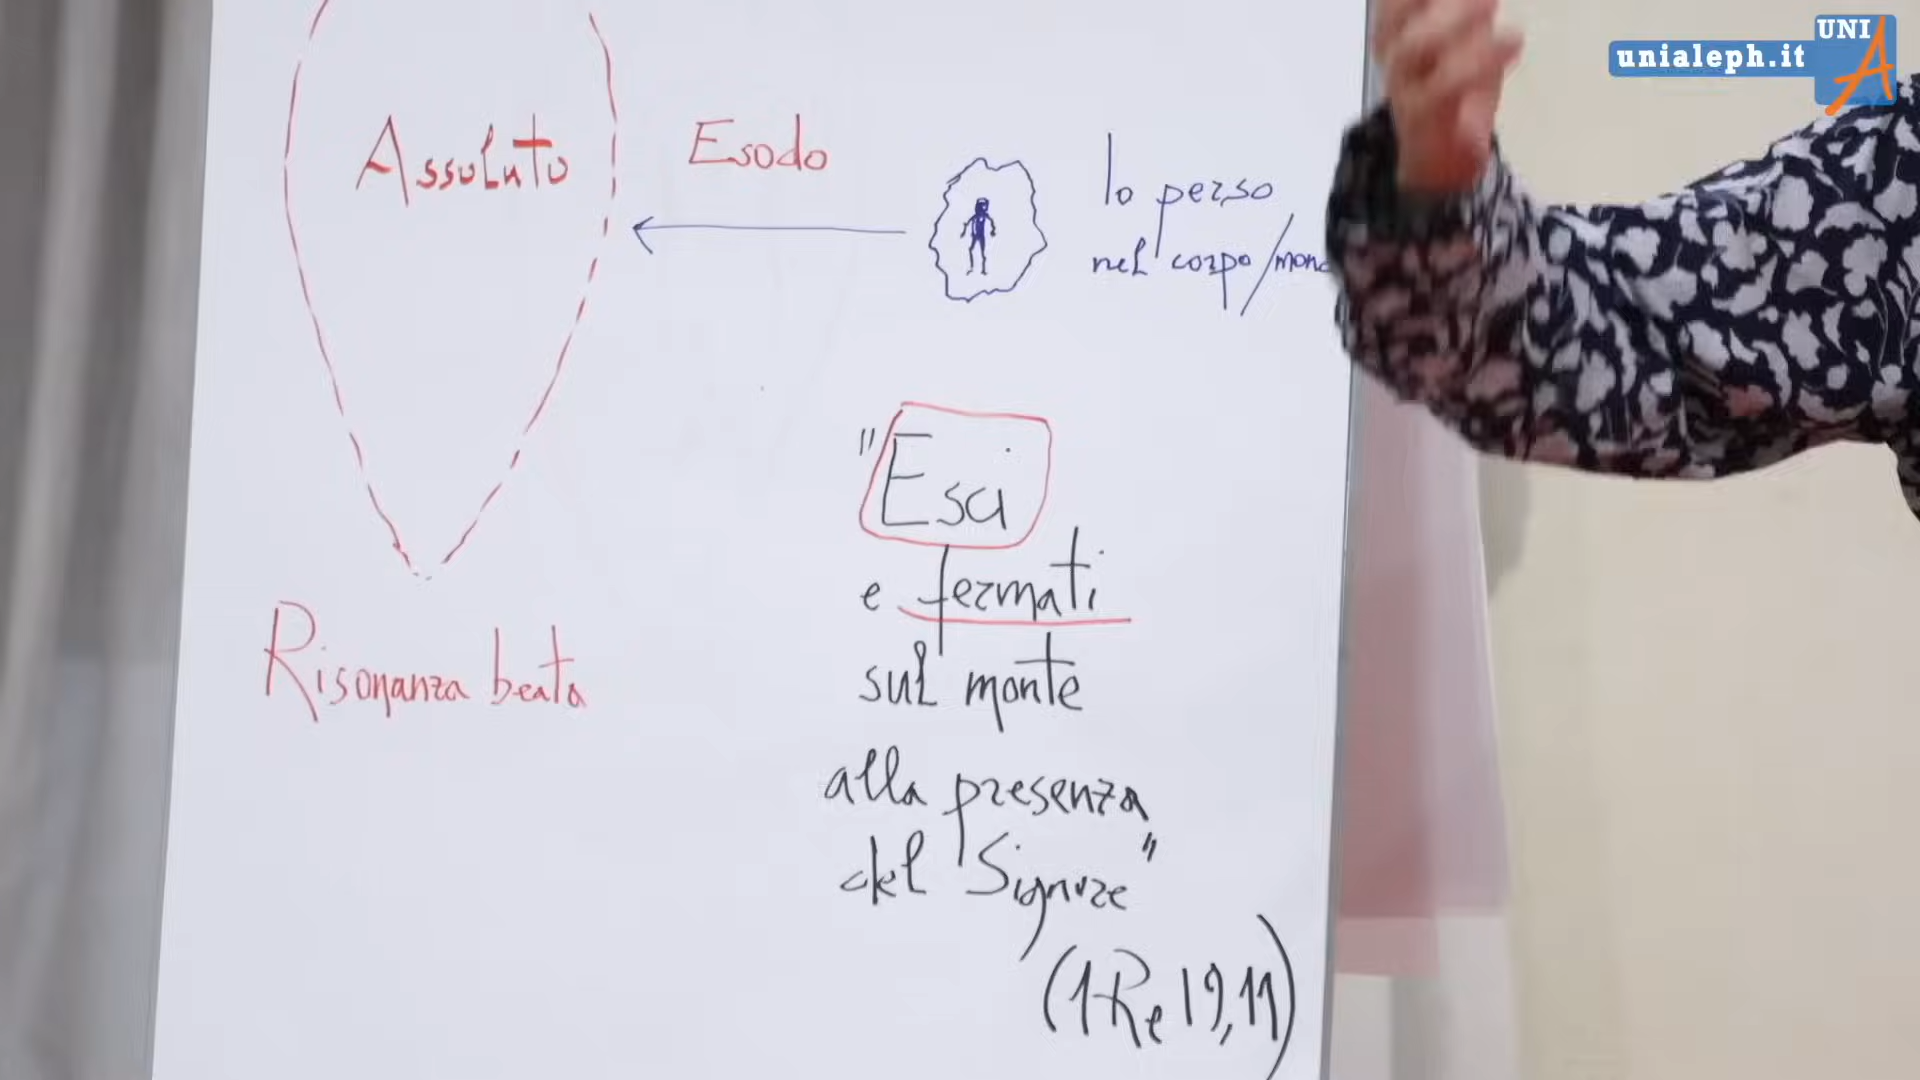 UNI
unialeph.it
Assoluto
Esodo
Io perso
nel corpo/mond
"Esci
e fermati
sul monte
alla presenza
del Signore"
(1Re 19,11)
Risonanza beata